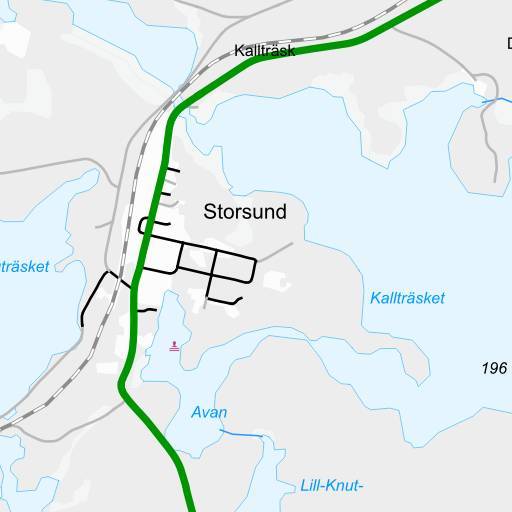 Kallträsk
D
Storsund
träsket
Kallträsket
196
Avan
Lill-Knut-